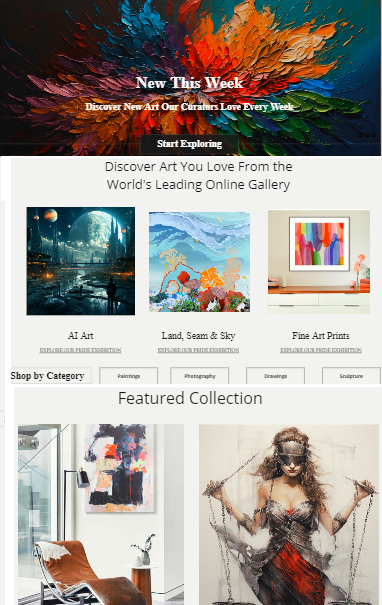 New This Week
Discover New Art Our Curators Love Every Week
Start Exploring
Discover Art You Love From the
World's Leading Online Gallery
AI Art
Land, Seam & Sky
Fine Art Prints
EXPLORE OUR PRIDE EXHIBITION
EXPLORE OUR PRIDE EXHIBITION
EXPLORE OUR PRIDE EXHIBITION
Shop by Category
Paintings
Photography
Drawings
Sculpture
Featured Collection